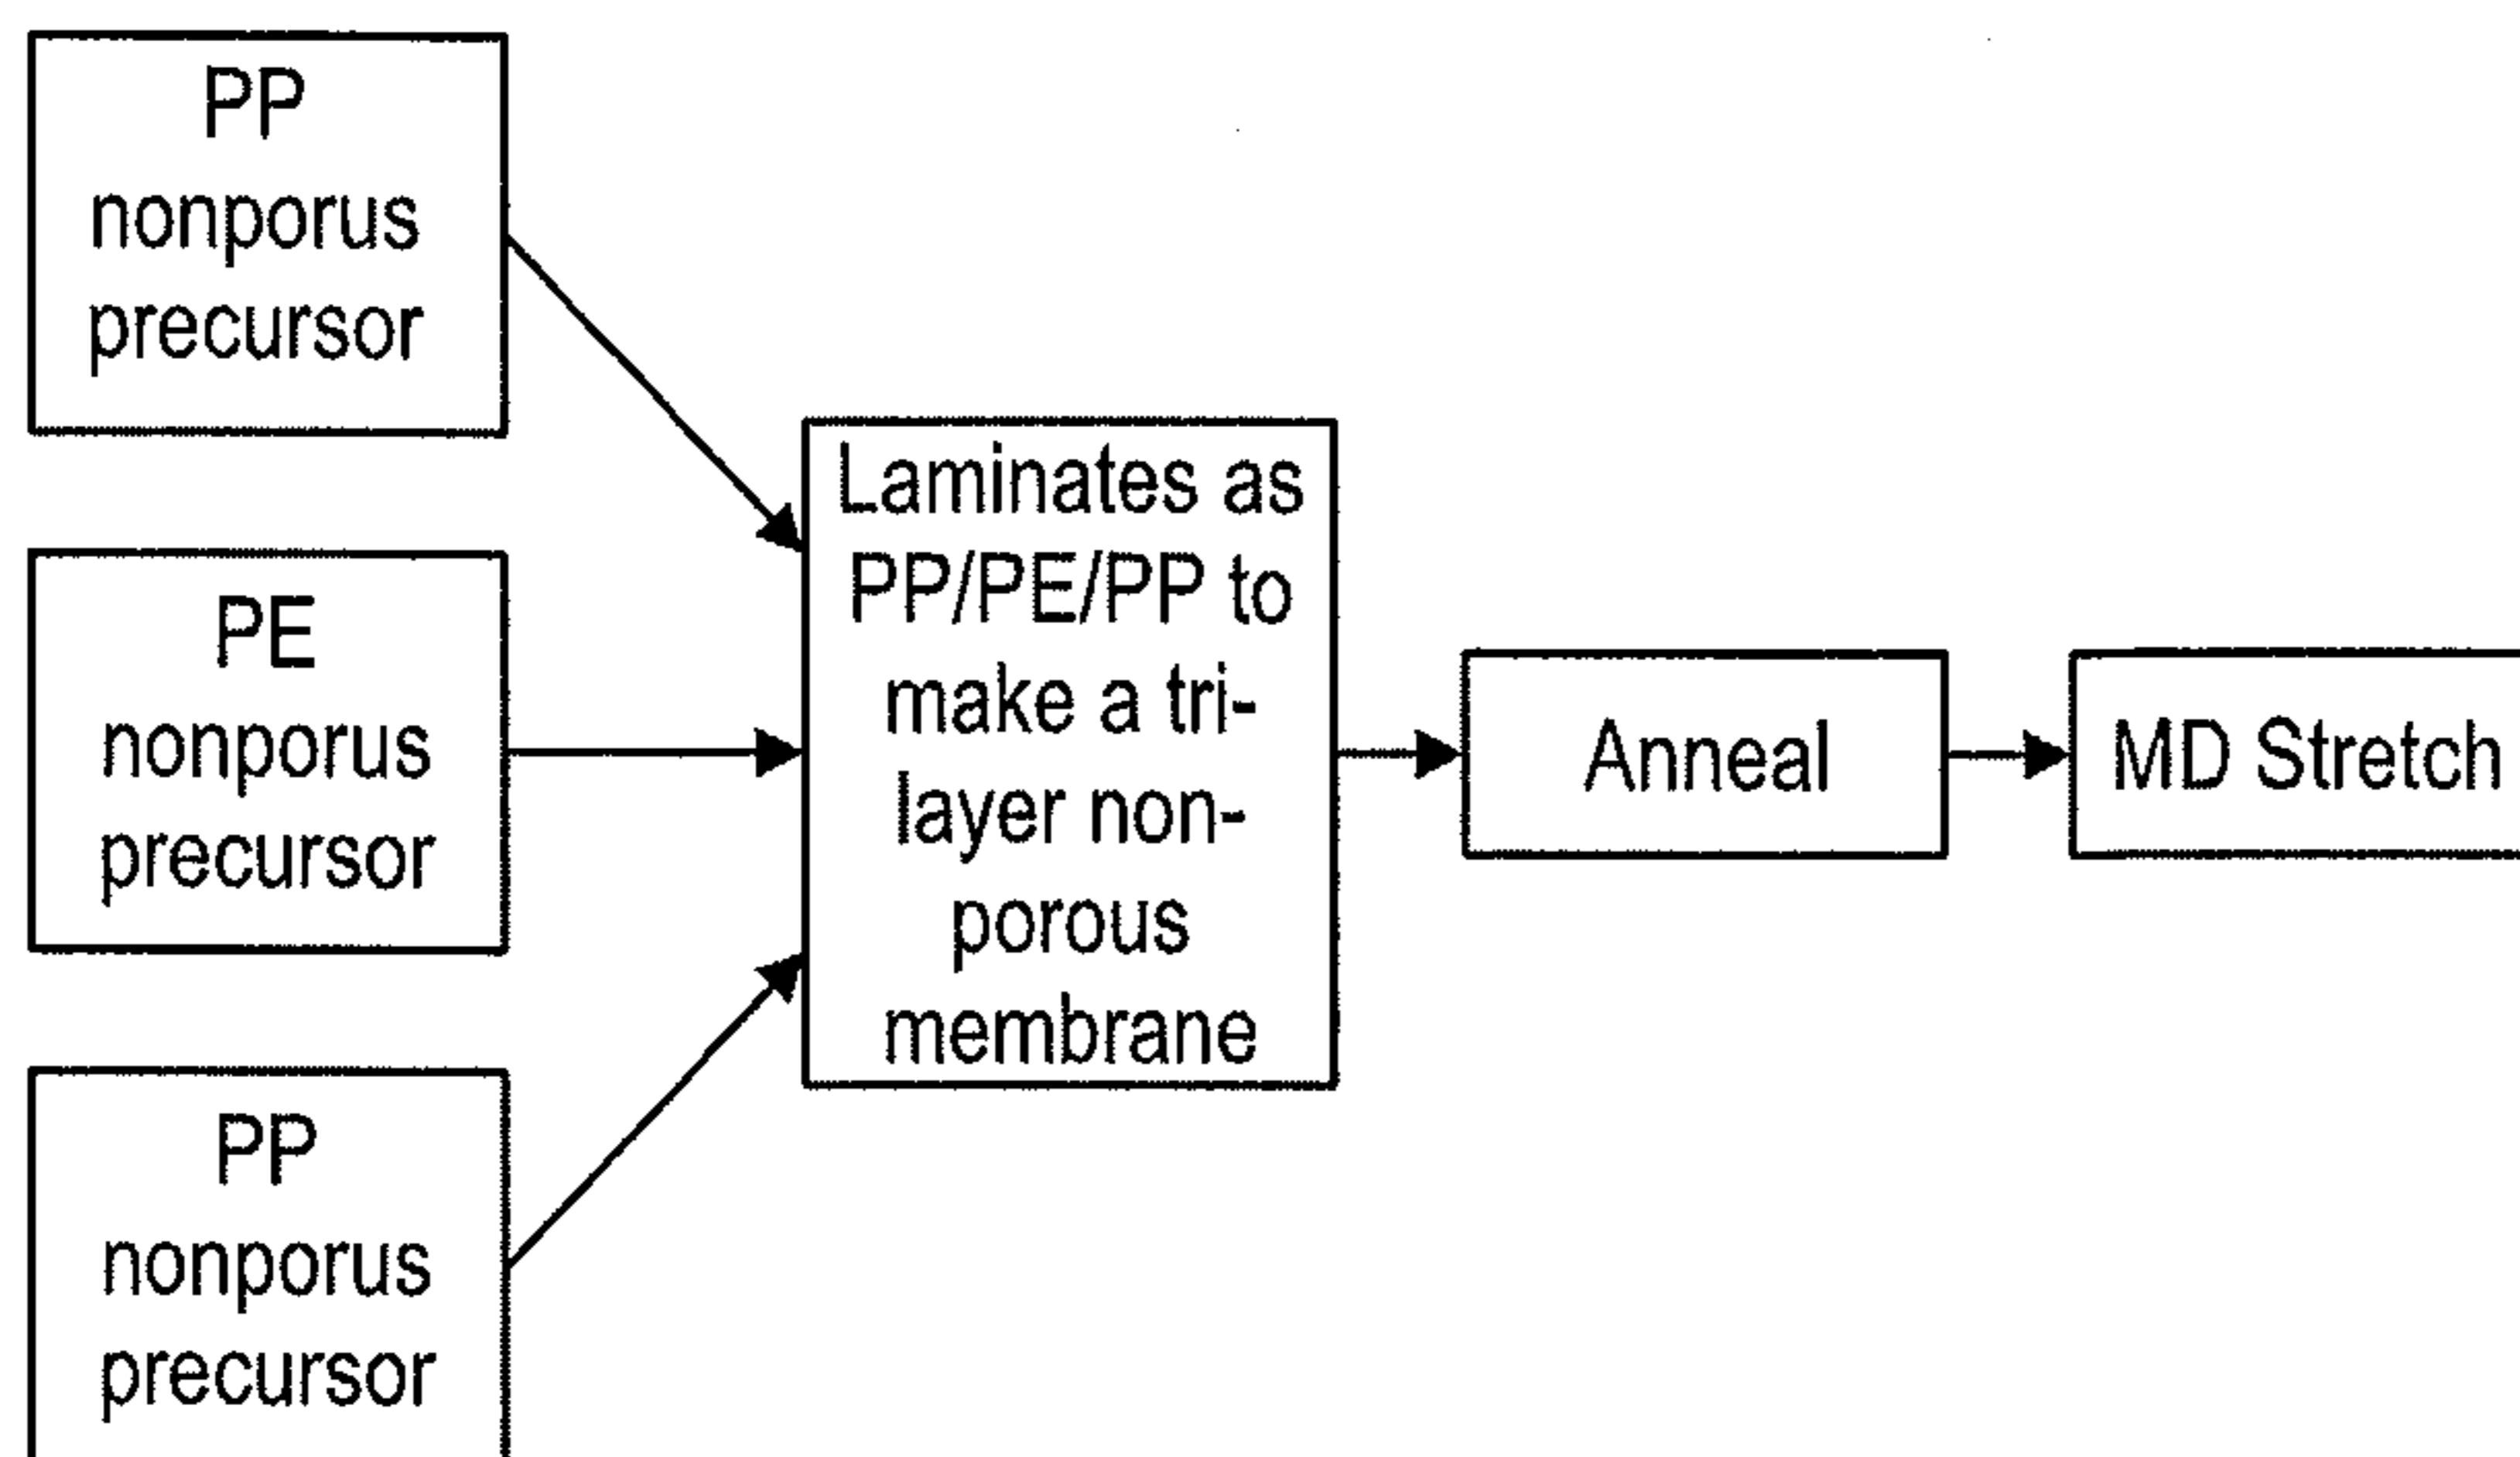 PP
nonporus
precursor
PE
nonporus
precursor
PP
nonporus
precursor
Laminates as
PP/PE/PP to
make a tri-
layer non-
porous
membrane
Anneal
MD Stretch